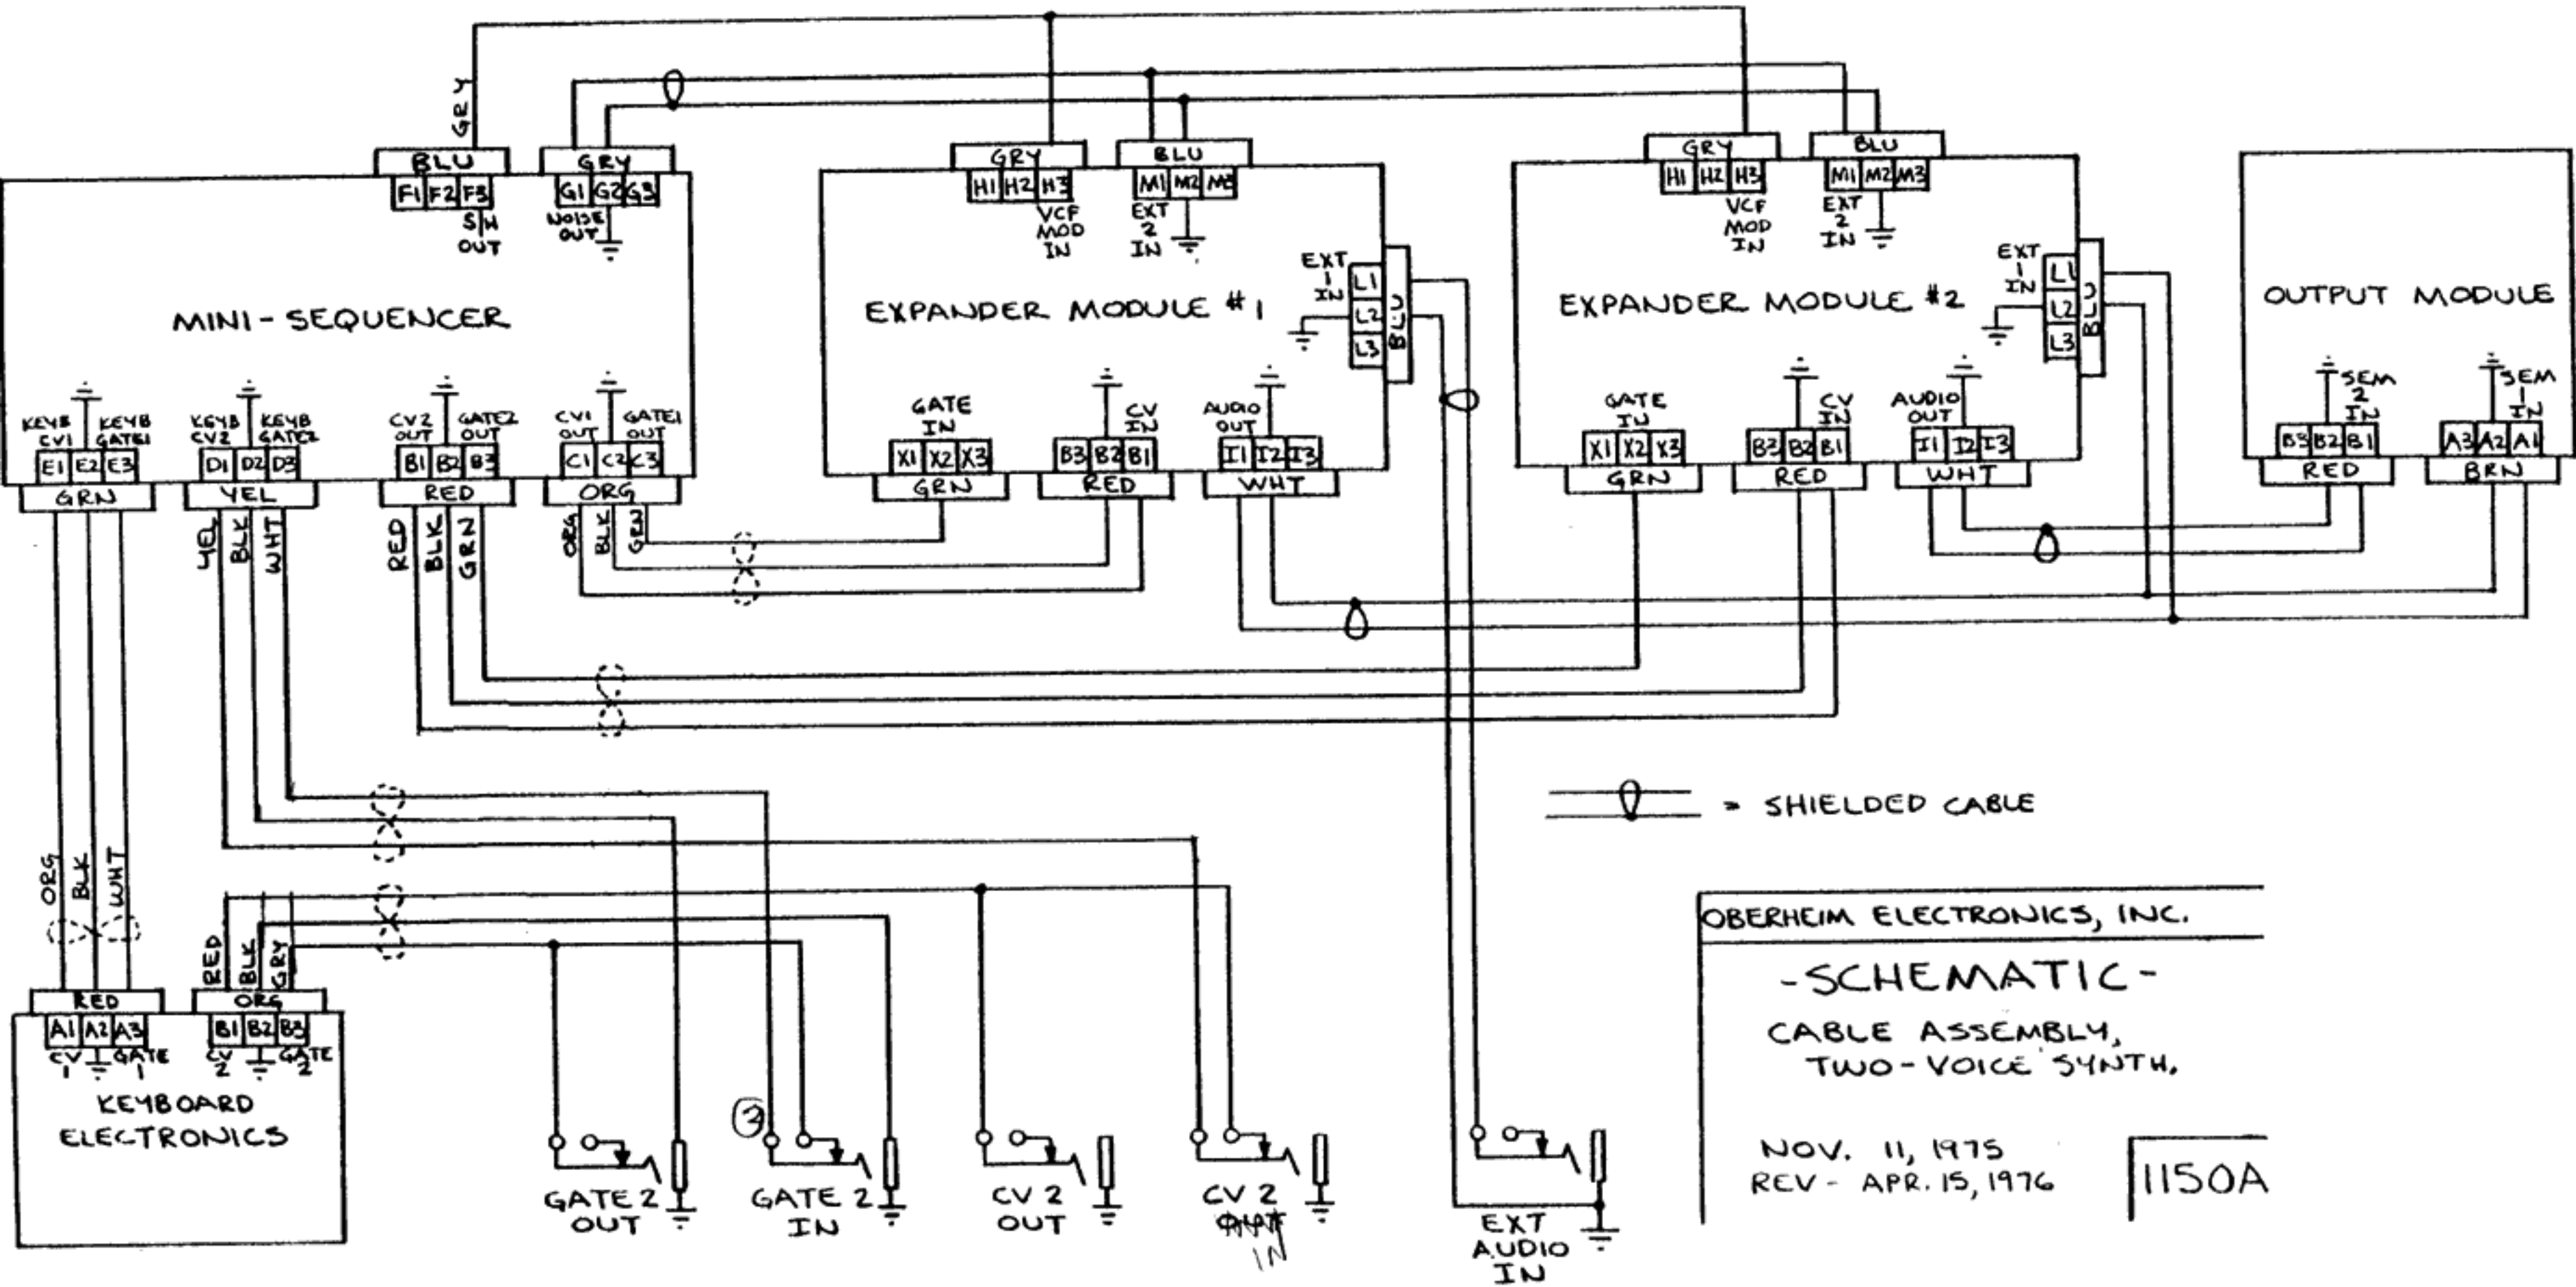 GRY
BLU
GRY
F1 F2 F3
G1 G2 G3
S/H
OUT
NOISE
OUT
MINI-SEQUENCER
KEYB
CV1
KEYB
GATE1
KEYB
CV2
KEYB
GATE2
CV2
OUT
GATE2
OUT
CV1
OUT
GATE1
OUT
E1 E2 E3
D1 D2 D3
B1 B2 B3
C1 C2 C3
GRN
YEL
RED
ORG
YEL
BLK
WHT
RED
BLK
GRN
ORG
BLK
GRN
GRY
BLU
H1 H2 H3
M1 M2 M3
VCF
MOD
IN
EXT
2
IN
EXT
1
IN
L1
L2
L3
BLU
EXPANDER MODULE #1
GATE
IN
CV
IN
AUDIO
OUT
X1 X2 X3
B3 B2 B1
I1 I2 I3
GRN
RED
WHT
GRY
BLU
H1 H2 H3
M1 M2 M3
VCF
MOD
IN
EXT
2
IN
EXT
1
IN
L1
L2
L3
BLU
EXPANDER MODULE #2
GATE
IN
CV
IN
AUDIO
OUT
X1 X2 X3
B3 B2 B1
I1 I2 I3
GRN
RED
WHT
OUTPUT MODULE
SEM
2
IN
SEM
1
IN
B3 B2 B1
A3 A2 A1
RED
BRN
= SHIELDED CABLE
ORG
BLK
WHT
RED
BLK
GRY
RED
ORG
A1 A2 A3
B1 B2 B3
CV
1
GATE
1
CV
2
GATE
2
KEYBOARD
ELECTRONICS
GATE 2
OUT
GATE 2
IN
CV 2
OUT
CV 2
IN
EXT
AUDIO
IN
OBERHEIM ELECTRONICS, INC.
-SCHEMATIC-
CABLE ASSEMBLY,
TWO-VOICE SYNTH.
NOV. 11, 1975
REV- APR. 15, 1976
1150A